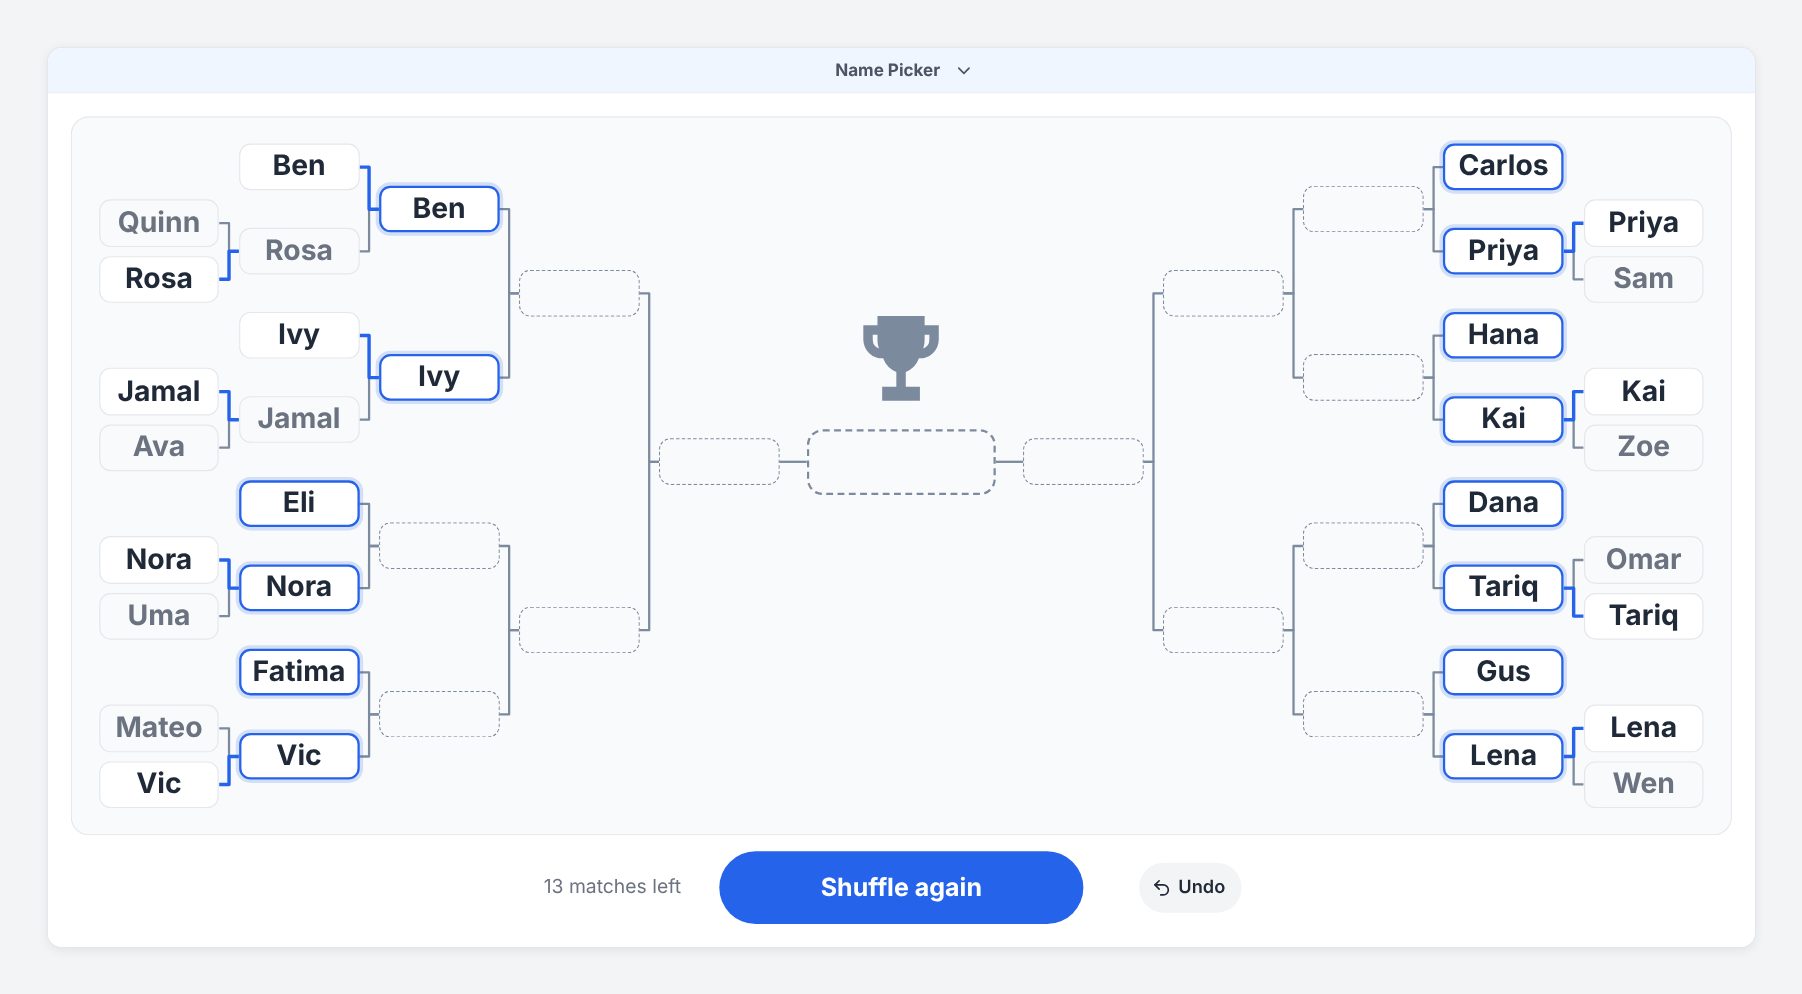 Name Picker
Ben
Quinn
Rosa
Rosa
Ben
Ivy
Jamal
Ava
Jamal
Ivy
Eli
Nora
Uma
Nora
Fatima
Mateo
Vic
Vic
Carlos
Priya
Priya
Sam
Hana
Kai
Kai
Zoe
Dana
Tariq
Omar
Tariq
Gus
Lena
Lena
Wen
13 matches left
Shuffle again
Undo